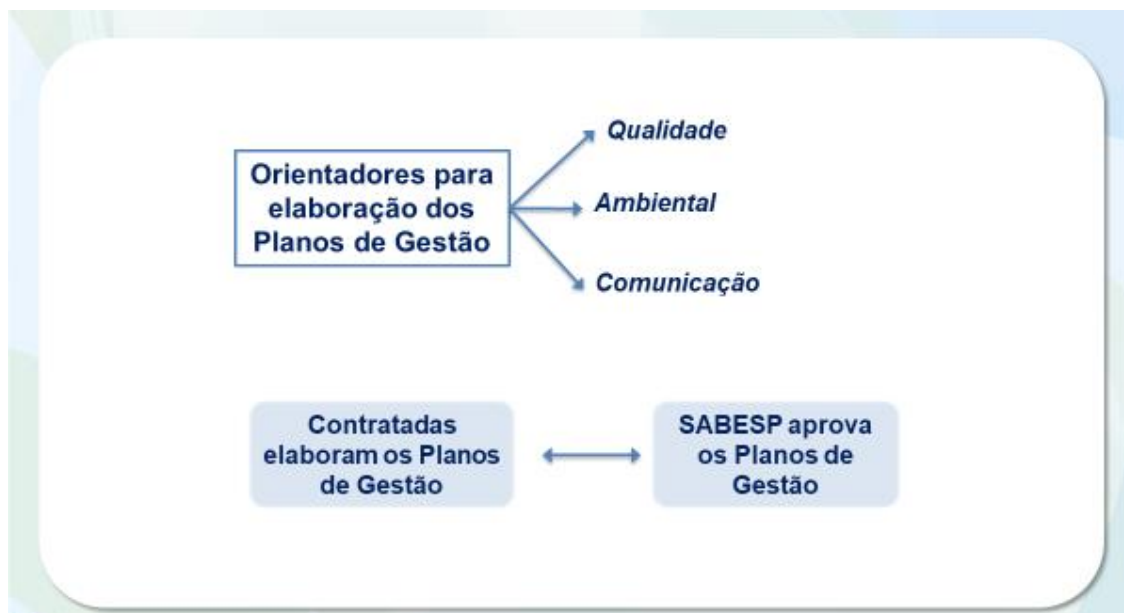 Orientadores para
elaboração dos
Planos de Gestão
Qualidade
Ambiental
Comunicação
Contratadas
elaboram os Planos
de Gestão
SABESP aprova
os Planos de
Gestão